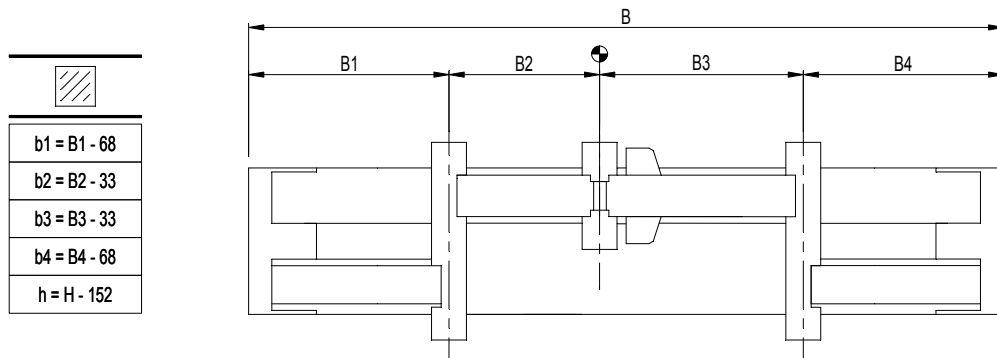 B
B1 B2 B3 B4
b1 = B1 - 68
b2 = B2 - 33
b3 = B3 - 33
b4 = B4 - 68
h = H - 152